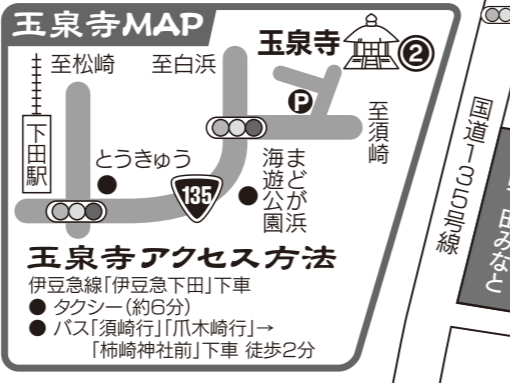 玉泉寺MAP
玉泉寺
②
至松崎
至白浜
P
至須崎
下田駅
とうきゅう
135
まどが浜
海遊公園
玉泉寺アクセス方法
伊豆急線「伊豆急下田」下車
● タクシー(約6分)
● バス「須崎行」「爪木崎行」→
「柿崎神社前」下車 徒歩2分
国道135号線
田みなと